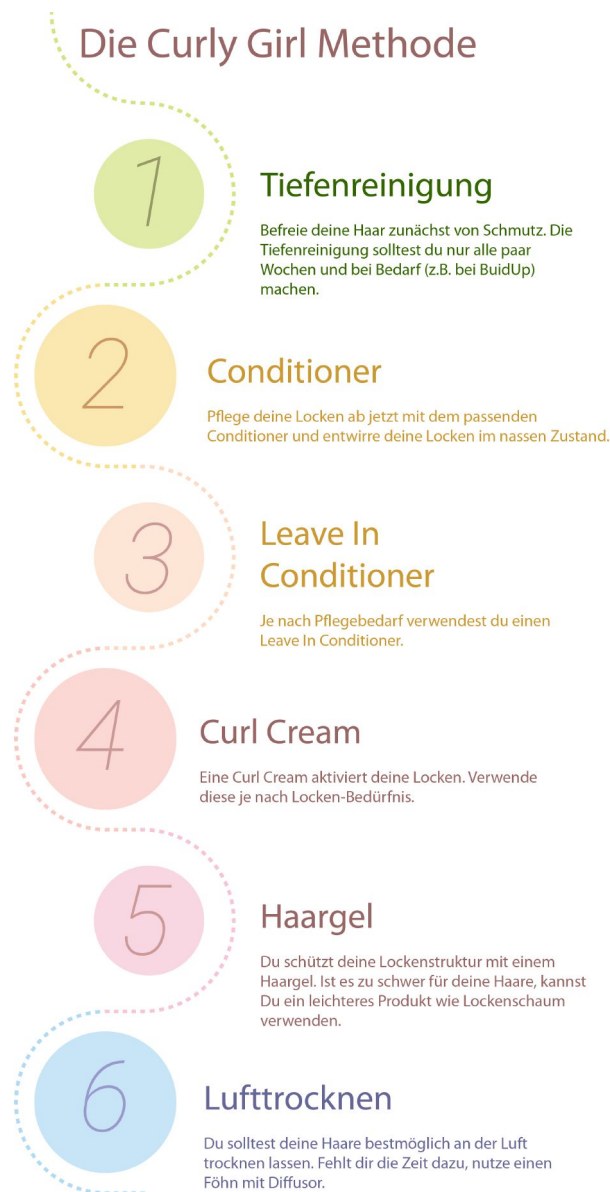 Die Curly Girl Methode
1
Tiefenreinigung
Befreie deine Haar zunächst von Schmutz. Die
Tiefenreinigung solltest du nur alle paar
Wochen und bei Bedarf (z.B. bei BuidUp)
machen.
2
Conditioner
Pflege deine Locken ab jetzt mit dem passenden
Conditioner und entwirre deine Locken im nassen Zustand.
3
Leave In
Conditioner
Je nach Pflegebedarf verwendest du einen
Leave In Conditioner.
4
Curl Cream
Eine Curl Cream aktiviert deine Locken. Verwende
diese je nach Locken-Bedürfnis.
5
Haargel
Du schützt deine Lockenstruktur mit einem
Haargel. Ist es zu schwer für deine Haare, kannst
Du ein leichteres Produkt wie Lockenschaum
verwenden.
6
Lufttrocknen
Du solltest deine Haare bestmöglich an der Luft
trocknen lassen. Fehlt dir die Zeit dazu, nutze einen
Föhn mit Diffusor.